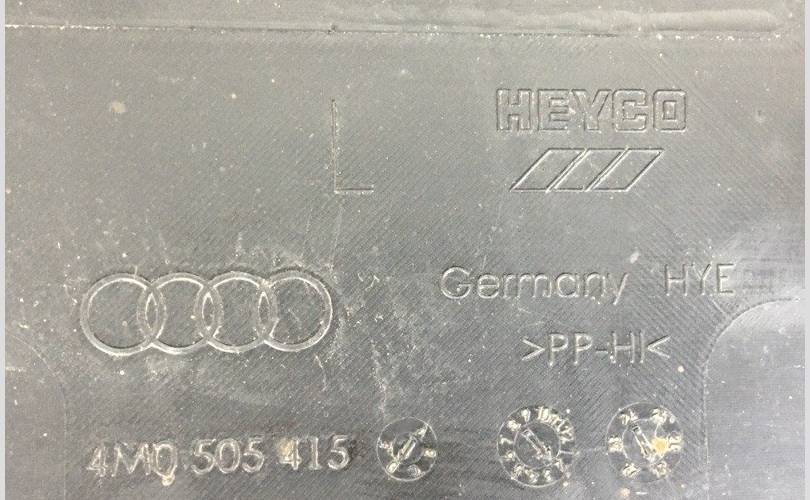 HEYCO
L
Germany HYE
>PP-HI<
4M0 505 415